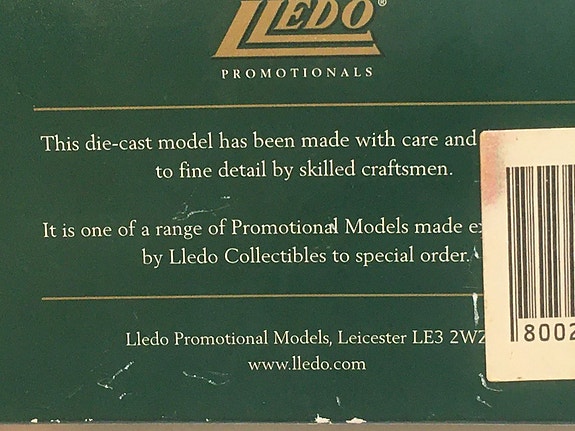 LLEDO®
PROMOTIONALS
This die-cast model has been made with care and
to fine detail by skilled craftsmen.
It is one of a range of Promotional Models made
by Lledo Collectibles to special order.
Lledo Promotional Models, Leicester LE3 2WZ
www.lledo.com
8002